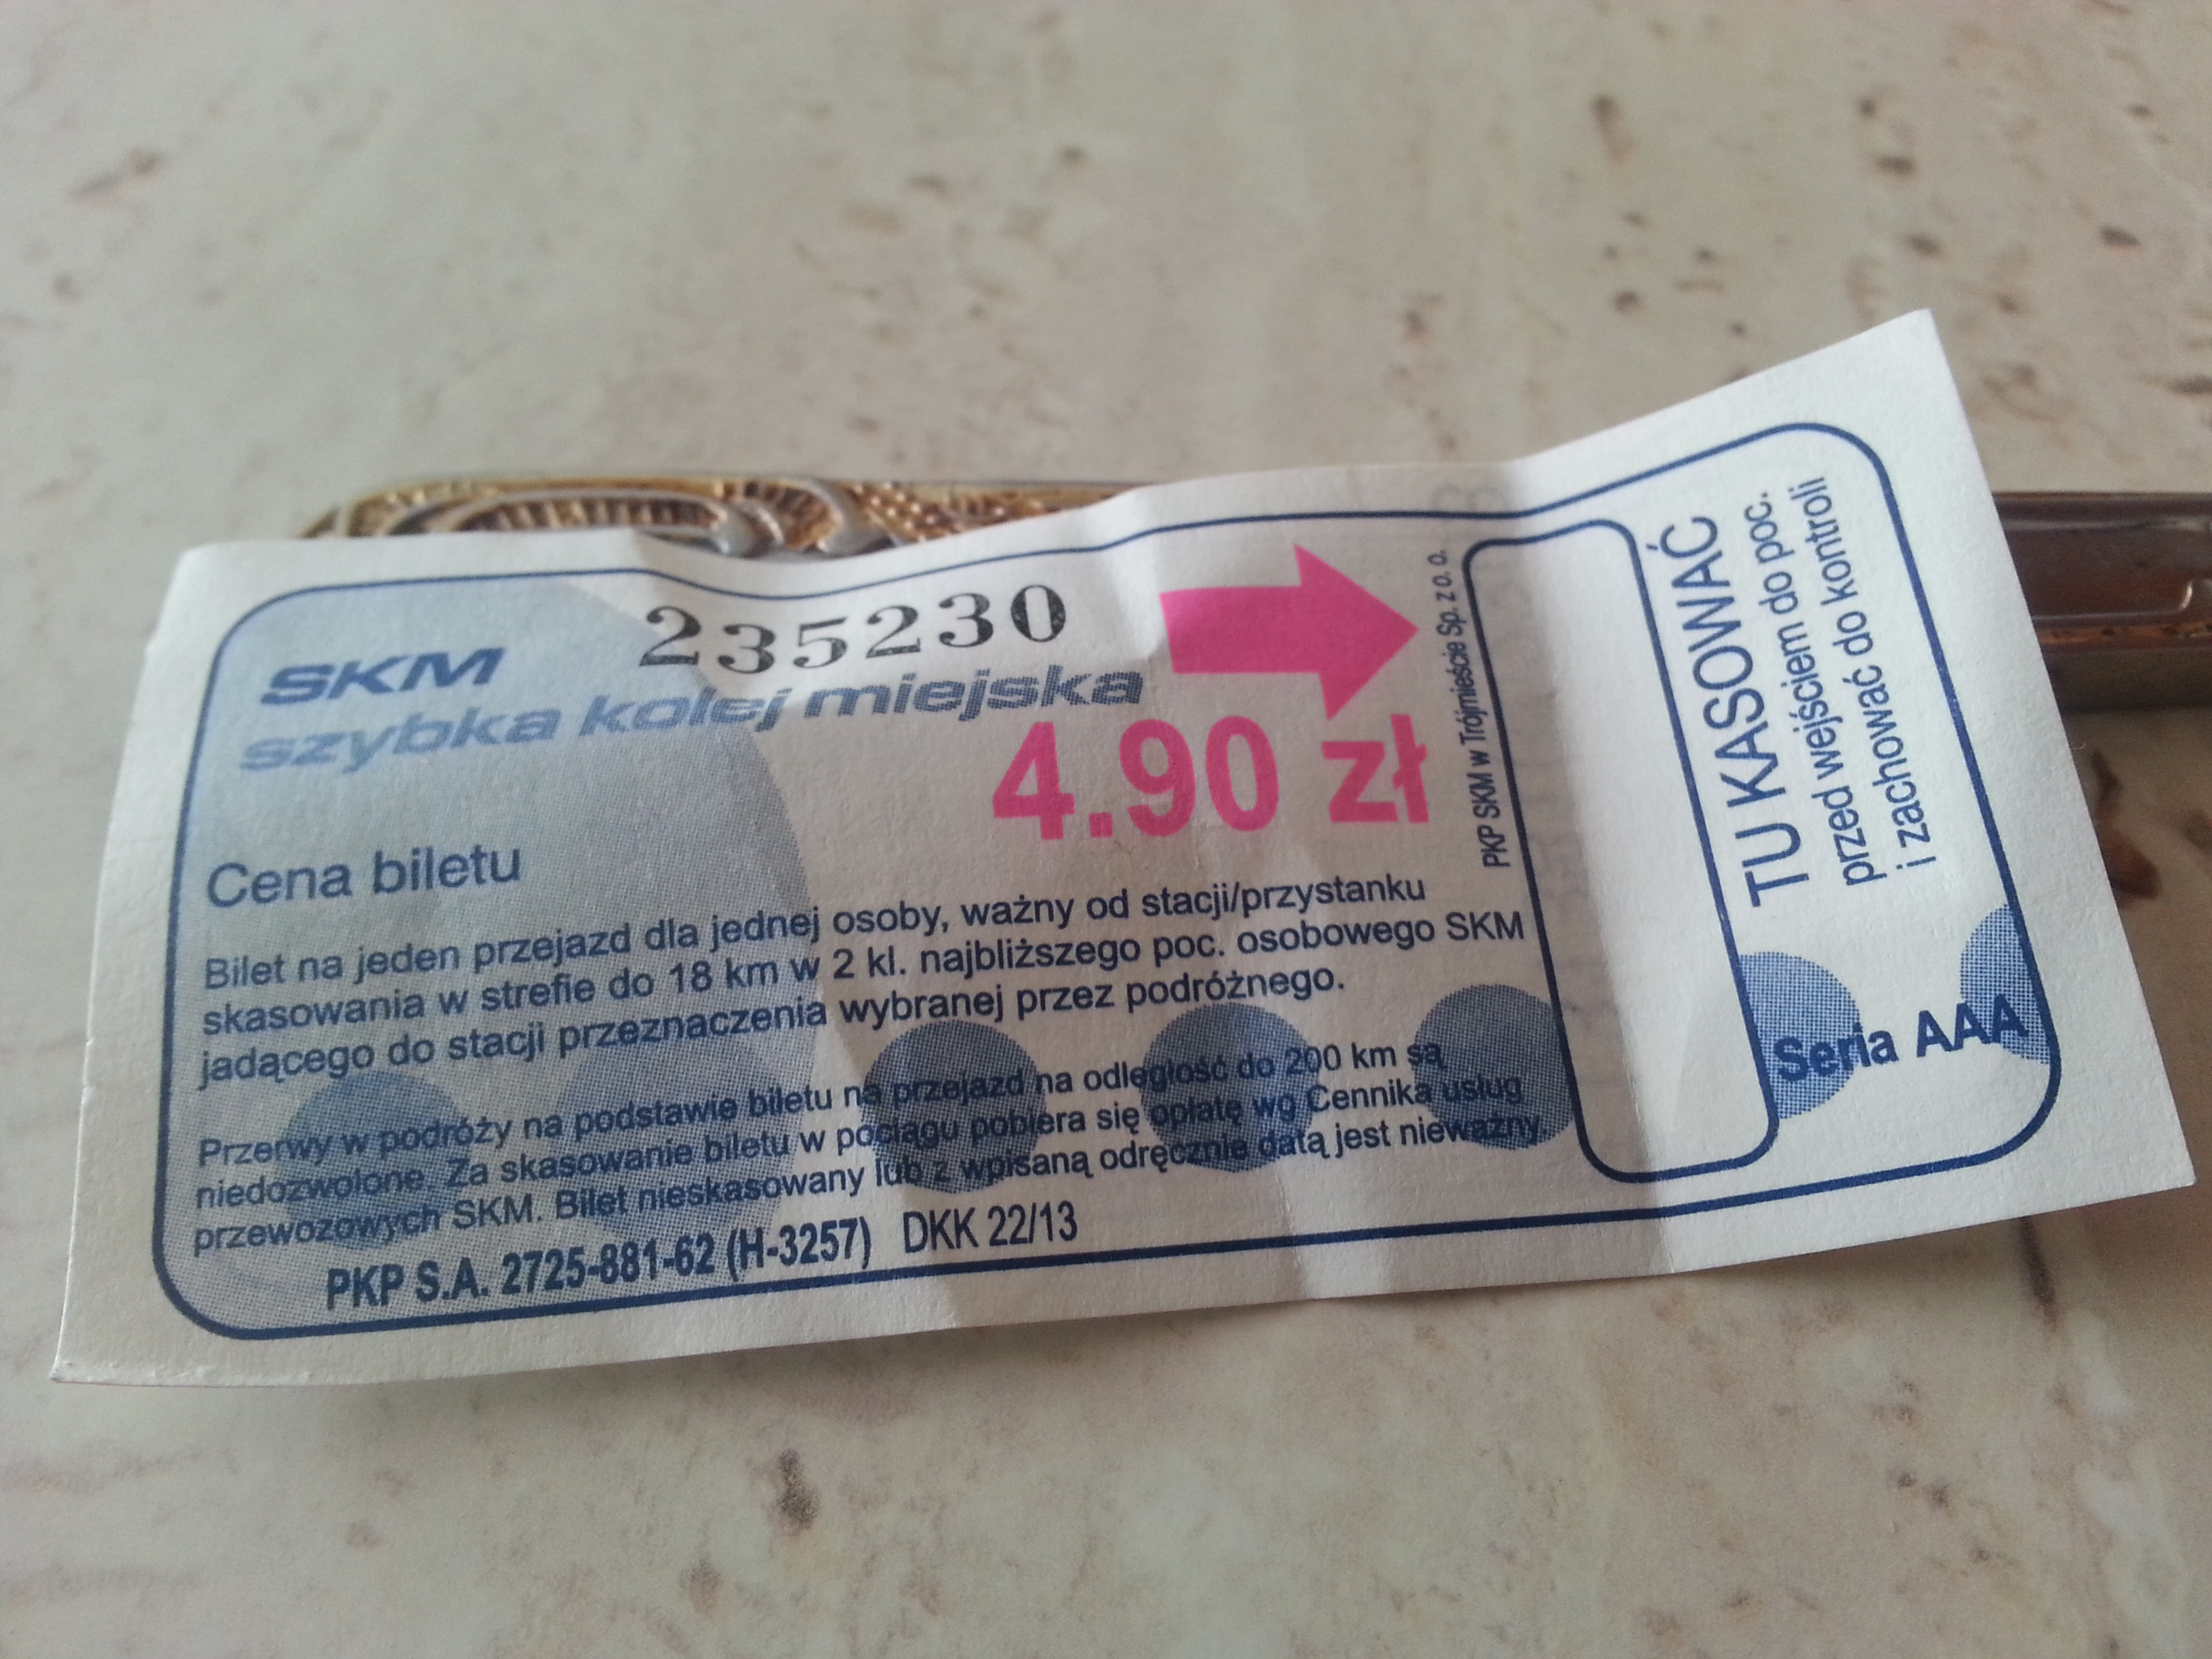 235230
SKM
szybka kolej miejska
4.90 zł
Cena biletu
Bilet na jeden przejazd dla jednej osoby, ważny od stacji/przystanku
skasowania w strefie do 18 km w 2 kl. najbliższego poc. osobowego SKM
jadącego do stacji przeznaczenia wybranej przez podróżnego.
Przerwy w podróży na podstawie biletu na przejazd na odległość do 200 km są
niedozwolone. Za skasowanie biletu w pociągu pobiera się opłatę wg Cennika usług
przewozowych SKM. Bilet nieskasowany lub z wpisaną odręcznie datą jest nieważny.
PKP S.A. 2725-881-62 (H-3257) DKK 22/13
PKP SKM w Trójmieście Sp. z o. o.
TU KASOWAĆ
przed wejściem do poc.
i zachować do kontroli
Seria AAA